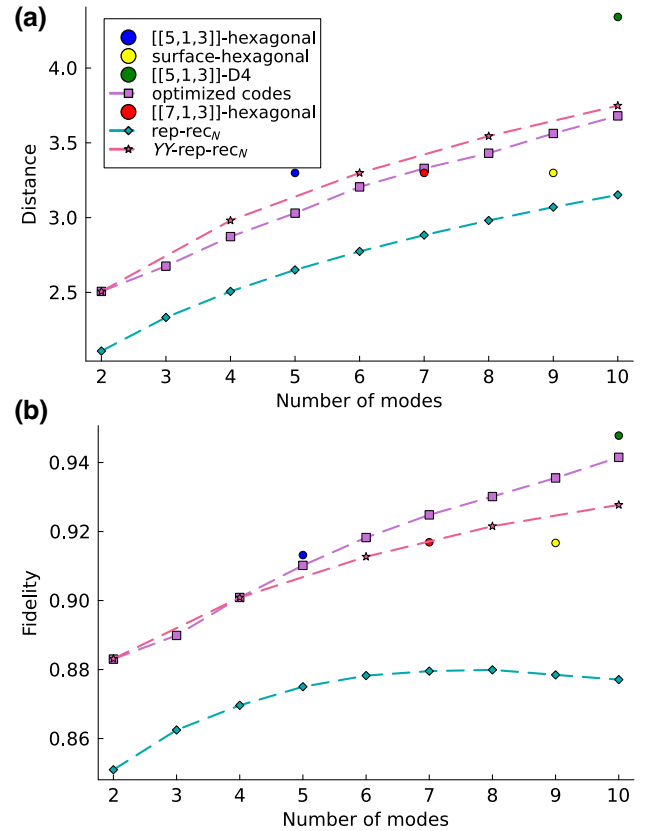 (a)
[[5,1,3]]-hexagonal
surface-hexagonal
[[5,1,3]]-D4
optimized codes
[[7,1,3]]-hexagonal
rep-rec_N
YY-rep-rec_N
4.0
3.5
3.0
2.5
Distance
2 3 4 5 6 7 8 9 10
Number of modes
(b)
0.94
0.92
0.90
0.88
0.86
Fidelity
2 3 4 5 6 7 8 9 10
Number of modes